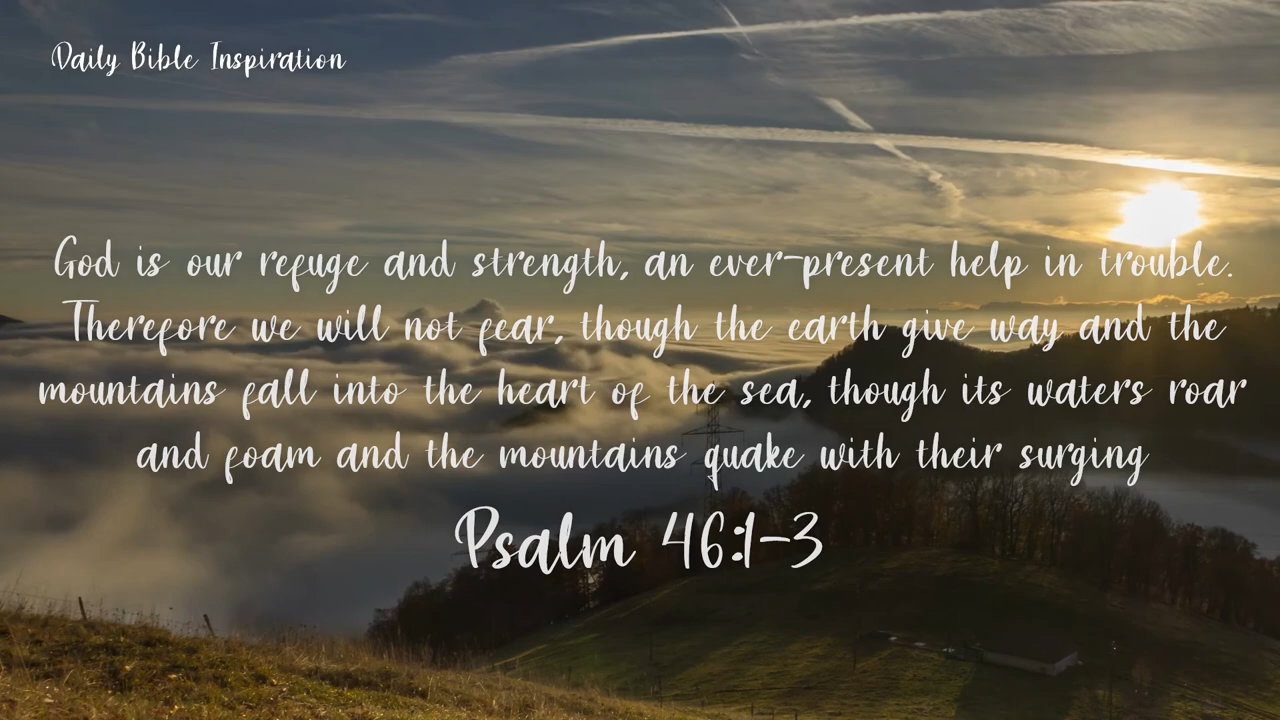 Daily Bible Inspiration
God is our refuge and strength, an ever-present help in trouble.
Therefore we will not fear, though the earth give way and the
mountains fall into the heart of the sea, though its waters roar
and foam and the mountains quake with their surging
Psalm 46:1-3